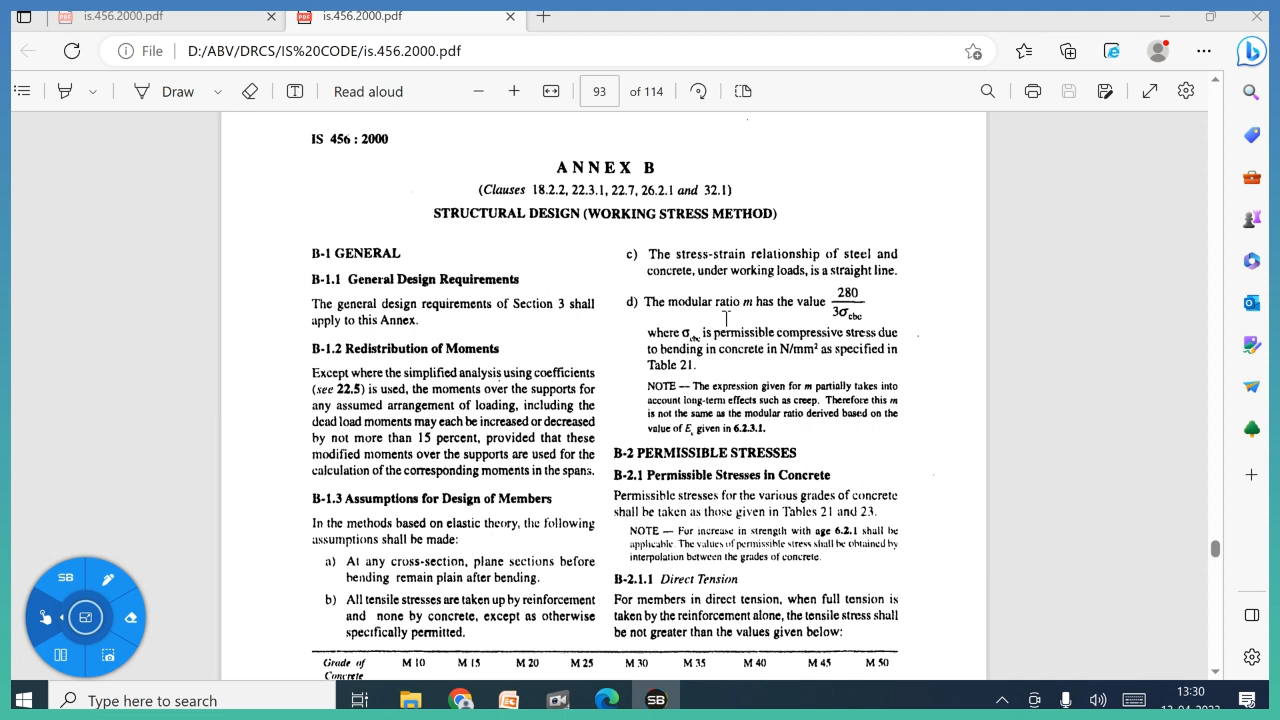 is.456.2000.pdf
is.456.2000.pdf
File D:/ABV/DRCS/IS%20CODE/is.456.2000.pdf
Draw
Read aloud
93 of 114
IS 456 : 2000
ANNEX B
(Clauses 18.2.2, 22.3.1, 22.7, 26.2.1 and 32.1)
STRUCTURAL DESIGN (WORKING STRESS METHOD)
B-1 GENERAL
B-1.1 General Design Requirements
The general design requirements of Section 3 shall
apply to this Annex.
B-1.2 Redistribution of Moments
Except where the simplified analysis using coefficients
(see 22.5) is used, the moments over the supports for
any assumed arrangement of loading, including the
dead load moments may each be increased or decreased
by not more than 15 percent, provided that these
modified moments over the supports are used for the
calculation of the corresponding moments in the spans.
B-1.3 Assumptions for Design of Members
In the methods based on elastic theory, the following
assumptions shall be made:
a) At any cross-section, plane sections before
bending remain plain after bending.
b) All tensile stresses are taken up by reinforcement
and none by concrete, except as otherwise
specifically permitted.
c) The stress-strain relationship of steel and
concrete, under working loads, is a straight line.
d) The modular ratio m has the value 280
3σcbc
where σcbc is permissible compressive stress due
to bending in concrete in N/mm² as specified in
Table 21.
NOTE — The expression given for m partially takes into
account long-term effects such as creep. Therefore this m
is not the same as the modular ratio derived based on the
value of Ec given in 6.2.3.1.
B-2 PERMISSIBLE STRESSES
B-2.1 Permissible Stresses in Concrete
Permissible stresses for the various grades of concrete
shall be taken as those given in Tables 21 and 23.
NOTE — For increase in strength with age 6.2.1 shall be
applicable. The values of permissible stress shall be obtained by
interpolation between the grades of concrete.
B-2.1.1 Direct Tension
For members in direct tension, when full tension is
taken by the reinforcement alone, the tensile stress shall
be not greater than the values given below:
Grade of M 10 M 15 M 20 M 25 M 30 M 35 M 40 M 45 M 50
Concrete
SB
Type here to search
SB
13:30